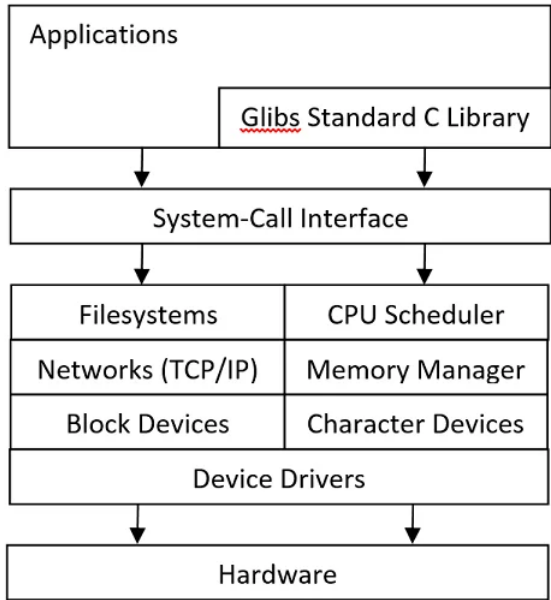 Applications
Glibs Standard C Library
System-Call Interface
Filesystems
CPU Scheduler
Networks (TCP/IP)
Memory Manager
Block Devices
Character Devices
Device Drivers
Hardware